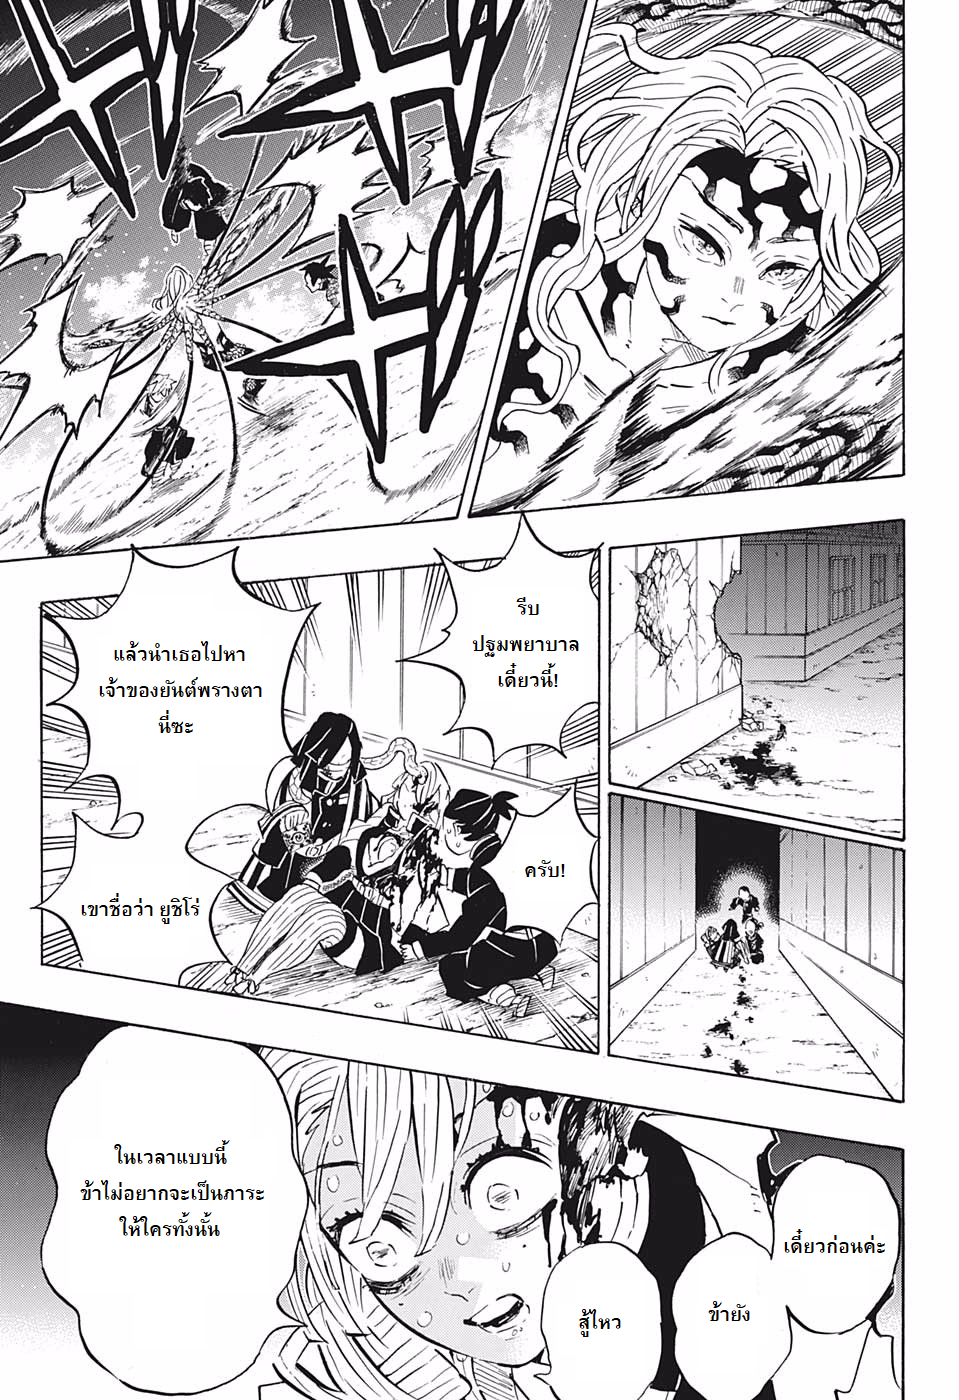 รีบ
ปฐมพยาบาล
เดี๋ยวนี้!
แล้วนำเธอไปหา
เจ้าของยันต์พรางตา
นี่ซะ
เขาชื่อว่า ยูชิโร่
ครับ!
เดี๋ยวก่อนค่ะ
ข้ายัง
สู้ไหว
ในเวลาแบบนี้
ข้าไม่อยากจะเป็นภาระ
ให้ใครทั้งนั้น